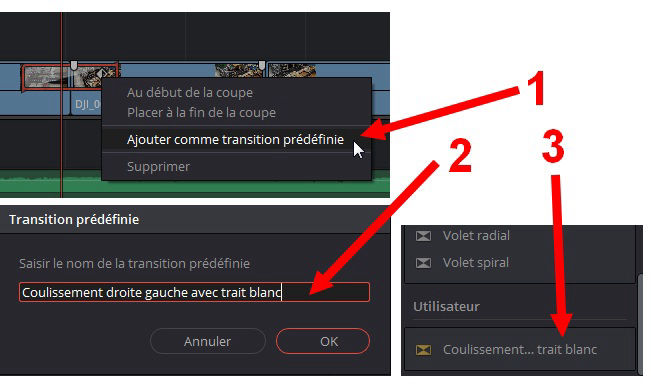 Au début de la coupe
Placer à la fin de la coupe
Ajouter comme transition prédéfinie
Supprimer
DJI_0
1
2
3
Transition prédéfinie
Saisir le nom de la transition prédéfinie
Coulissement droite gauche avec trait blanc
Annuler
OK
Volet radial
Volet spiral
Utilisateur
Coulissement... trait blanc